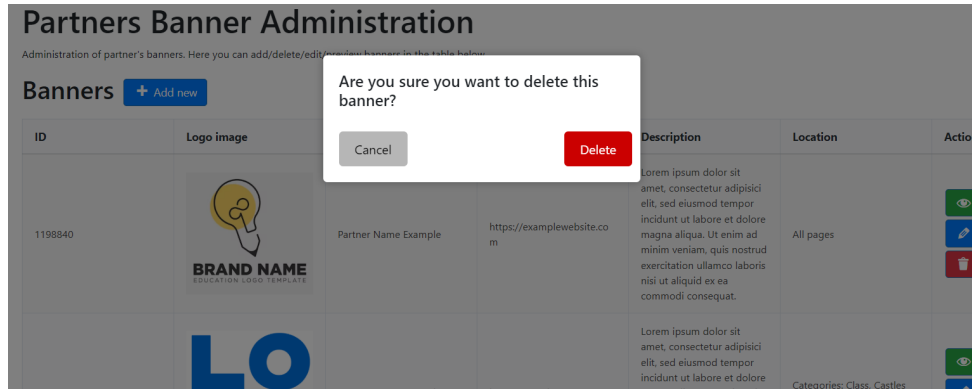 Partners Banner Administration
Administration of partner's banners. Here you can add/delete/edit/preview banners in the table below.
Banners
+ Add new
Are you sure you want to delete this
banner?
Cancel
Delete
ID
Logo image
Description
Location
Actio
1198840
BRAND NAME
EDUCATION LOGO TEMPLATE
Partner Name Example
https://examplewebsite.co
m
Lorem ipsum dolor sit
amet, consectetur adipisici
elit, sed eiusmod tempor
incidunt ut labore et dolore
magna aliqua. Ut enim ad
minim veniam, quis nostrud
exercitation ullamco laboris
nisi ut aliquid ex ea
commodi consequat.
All pages
LO
Lorem ipsum dolor sit
amet, consectetur adipisici
elit, sed eiusmod tempor
incidunt ut labore et dolore
Categories: Class, Castles